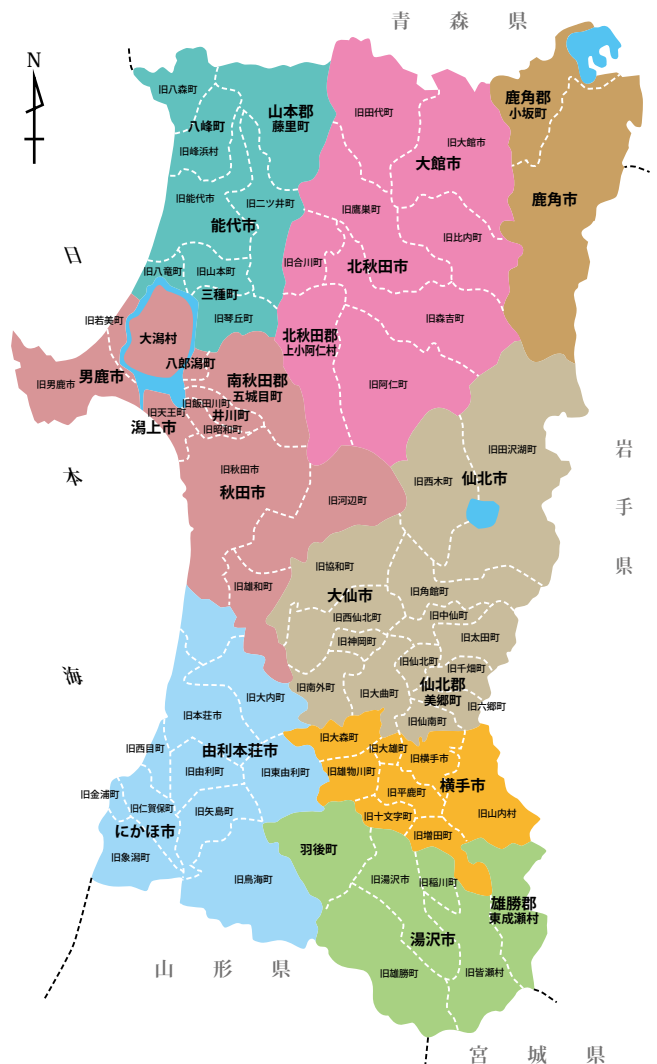 青森県
N
旧八森町
八峰町
旧峰浜村
山本郡
藤里町
旧田代町
旧大館町
大館市
鹿角郡
小坂町
鹿角市
旧能代市
能代市
旧二ツ井町
旧鷹巣町
旧比内町
日本海
旧八竜町
旧山本町
三種町
旧琴丘町
旧合川町
北秋田市
北秋田郡
上小阿仁村
旧森吉町
旧阿仁町
旧若美町
大潟村
八郎潟町
旧男鹿市
男鹿市
南秋田郡
五城目町
旧飯田川町
旧天王町
井川町
潟上市
旧昭和町
旧秋田市
秋田市
旧河辺町
旧田沢湖町
旧西木町
仙北市
岩手県
旧雄和町
旧協和町
大仙市
旧西仙北町
旧神岡町
旧角館町
旧中仙町
旧太田町
旧仙北町
旧千畑町
仙北郡
美郷町
旧六郷町
旧南外町
旧大曲町
旧仙南町
旧大内町
旧本荘市
旧西目町
由利本荘市
旧由利町
旧東由利町
旧金浦町
旧仁賀保町
にかほ市
旧矢島町
旧象潟町
旧鳥海町
旧大森町
旧大雄町
旧横手市
旧雄物川町
旧平鹿町
横手市
旧十文字町
旧増田町
旧山内村
羽後町
旧湯沢市
旧稲川町
雄勝郡
東成瀬村
湯沢市
旧雄勝町
旧皆瀬村
山形県
宮城県